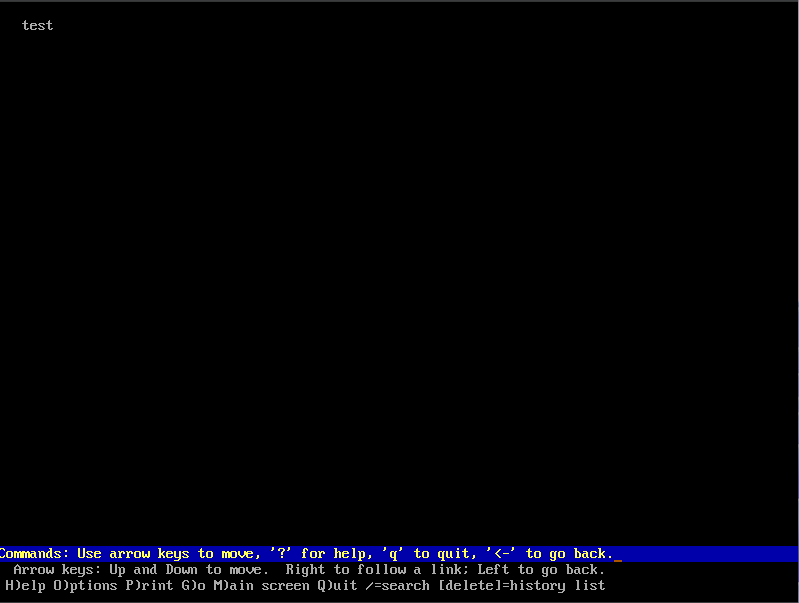 test
Commands: Use arrow keys to move, '?' for help, 'q' to quit, '<-' to go back.
Arrow keys: Up and Down to move.  Right to follow a link; Left to go back.
H)elp O)ptions P)rint G)o M)ain screen Q)uit /=search [delete]=history list